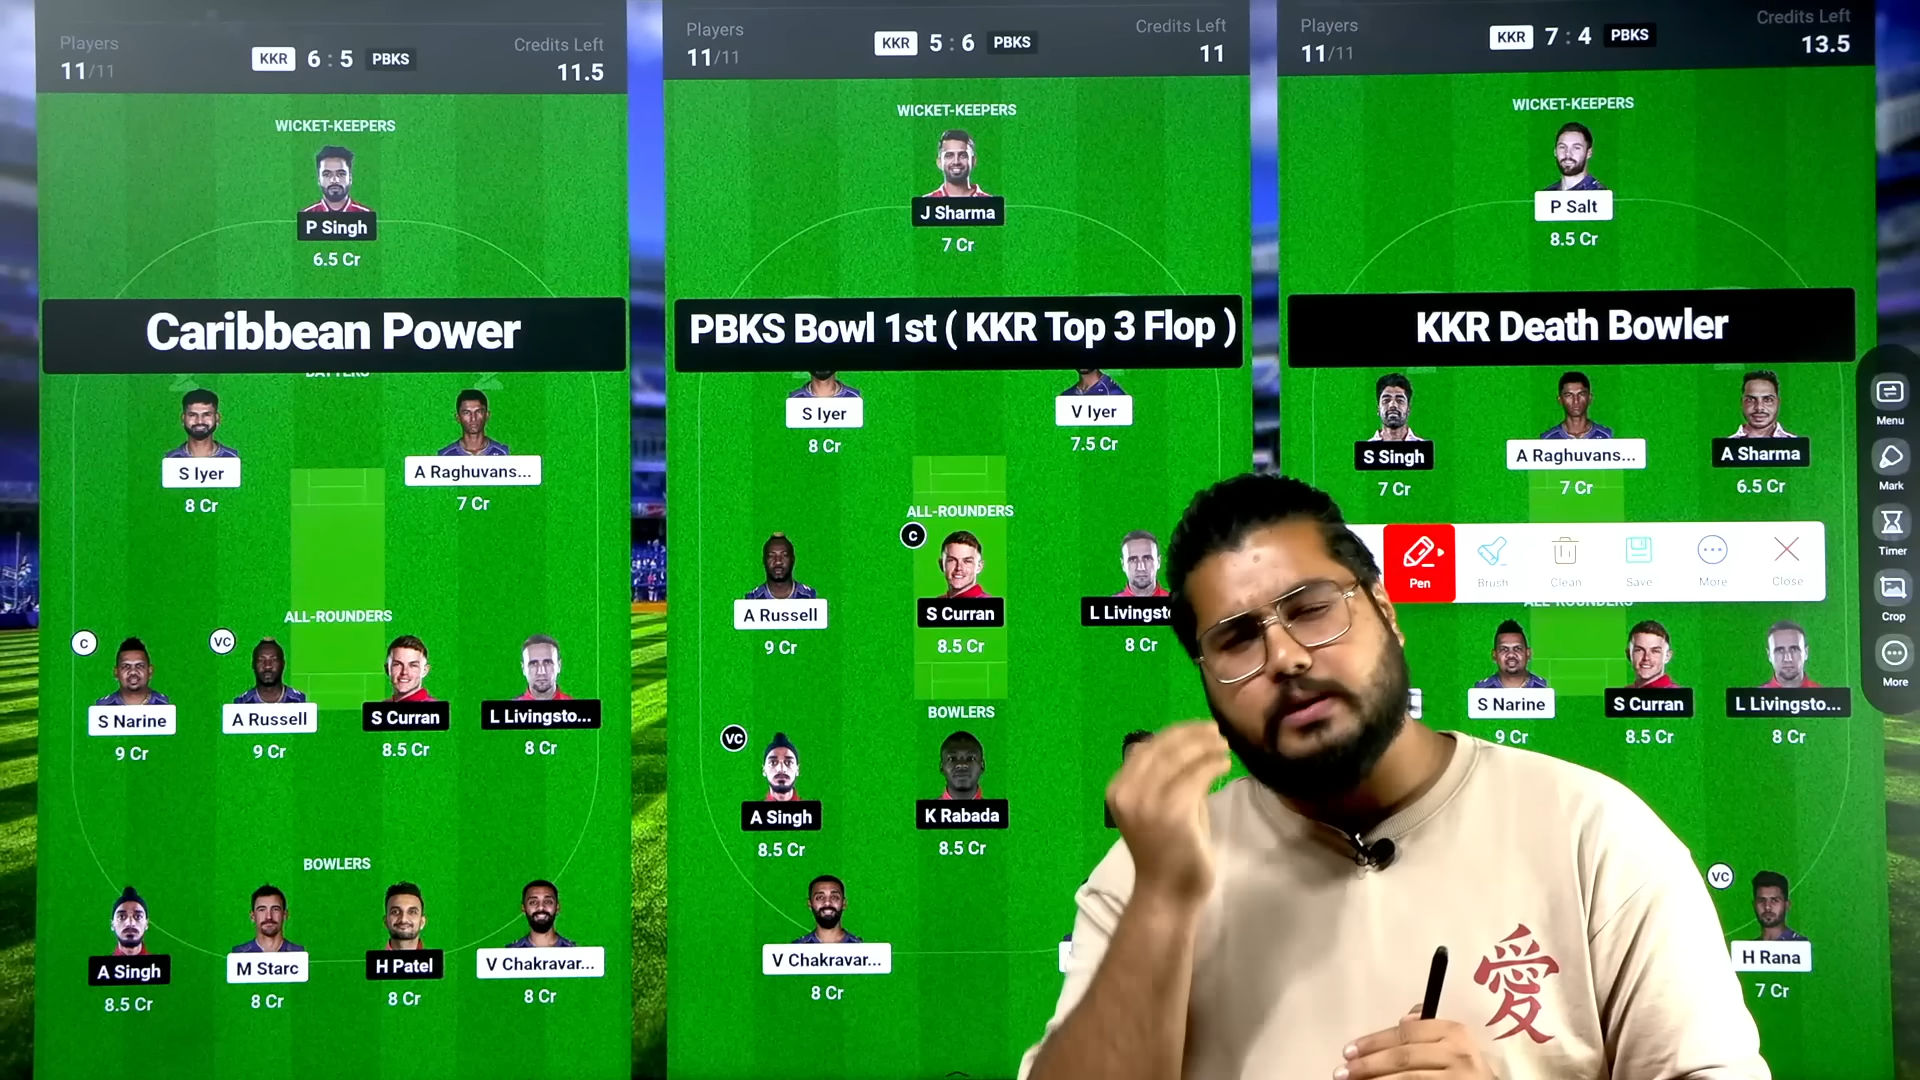 Players
11/11
KKR 6 : 5 PBKS
Credits Left
11.5
WICKET-KEEPERS
P Singh
6.5 Cr
Caribbean Power
BATTERS
S Iyer
8 Cr
A Raghuvans...
7 Cr
ALL-ROUNDERS
C
S Narine
9 Cr
VC
A Russell
9 Cr
S Curran
8.5 Cr
L Livingsto...
8 Cr
BOWLERS
A Singh
8.5 Cr
M Starc
8 Cr
H Patel
8 Cr
V Chakravar...
8 Cr
Players
11/11
KKR 5 : 6 PBKS
Credits Left
11
WICKET-KEEPERS
J Sharma
7 Cr
PBKS Bowl 1st ( KKR Top 3 Flop )
S Iyer
8 Cr
V Iyer
7.5 Cr
ALL-ROUNDERS
A Russell
9 Cr
C
S Curran
8.5 Cr
L Livingst
8 Cr
BOWLERS
VC
A Singh
8.5 Cr
K Rabada
8.5 Cr
V Chakravar...
8 Cr
Players
11/11
KKR 7 : 4 PBKS
Credits Left
13.5
WICKET-KEEPERS
P Salt
8.5 Cr
KKR Death Bowler
S Singh
7 Cr
A Raghuvans...
7 Cr
A Sharma
6.5 Cr
Pen
Brush
Clean
Save
More
Close
ALL-ROUNDERS
S Narine
9 Cr
S Curran
8.5 Cr
L Livingsto...
8 Cr
VC
H Rana
7 Cr
Menu
Mark
Timer
Crop
More
愛